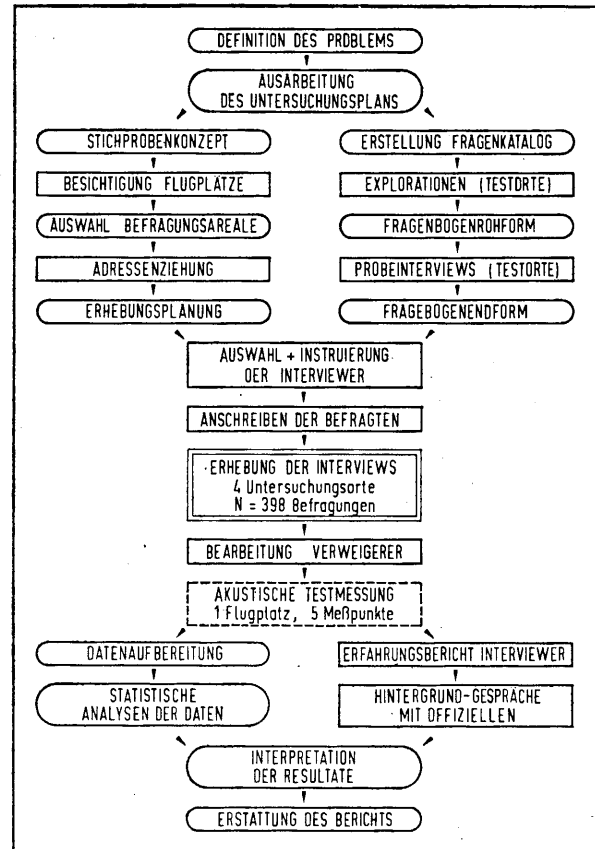 DEFINITION DES PROBLEMS
AUSARBEITUNG
DES UNTERSUCHUNGSPLANS
STICHPROBENKONZEPT
BESICHTIGUNG FLUGPLÄTZE
AUSWAHL BEFRAGUNGSAREALE
ADRESSENZIEHUNG
ERHEBUNGSPLANUNG
ERSTELLUNG FRAGENKATALOG
EXPLORATIONEN (TESTORTE)
FRAGENBOGENROHFORM
PROBEINTERVIEWS (TESTORTE)
FRAGEBOGENENDFORM
AUSWAHL + INSTRUIERUNG
DER INTERVIEWER
ANSCHREIBEN DER BEFRAGTEN
ERHEBUNG DER INTERVIEWS
4 Untersuchungsorte
N = 398 Befragungen
BEARBEITUNG VERWEIGERER
AKUSTISCHE TESTMESSUNG
1 Flugplatz, 5 Meßpunkte
DATENAUFBEREITUNG
STATISTISCHE
ANALYSEN DER DATEN
ERFAHRUNGSBERICHT INTERVIEWER
HINTERGRUND-GESPRÄCHE
MIT OFFIZIELLEN
INTERPRETATION
DER RESULTATE
ERSTATTUNG DES BERICHTS